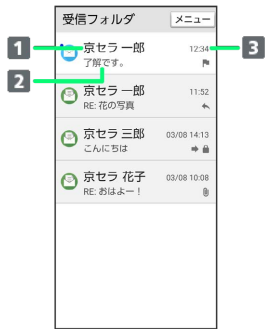 受信フォルダ メニュー
1 京セラ 一郎 12:34 3
2 了解です。
京セラ 一郎 11:52
RE: 花の写真
京セラ 三郎 03/08 14:13
こんにちは
京セラ 花子 03/08 10:08
RE: おはよー！